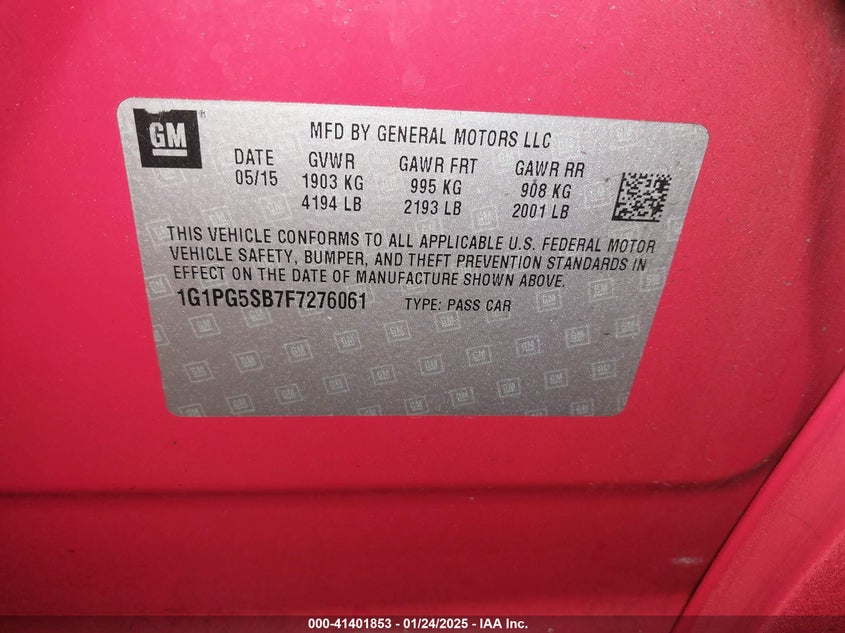 GM ®
MFD BY GENERAL MOTORS LLC
DATE GVWR GAWR FRT GAWR RR
05/15 1903 KG 995 KG 908 KG
4194 LB 2193 LB 2001 LB
THIS VEHICLE CONFORMS TO ALL APPLICABLE U.S. FEDERAL MOTOR
VEHICLE SAFETY, BUMPER, AND THEFT PREVENTION STANDARDS IN
EFFECT ON THE DATE OF MANUFACTURE SHOWN ABOVE.
1G1PG5SB7F7276061 TYPE: PASS CAR
000-41401853 - 01/24/2025 - IAA Inc.